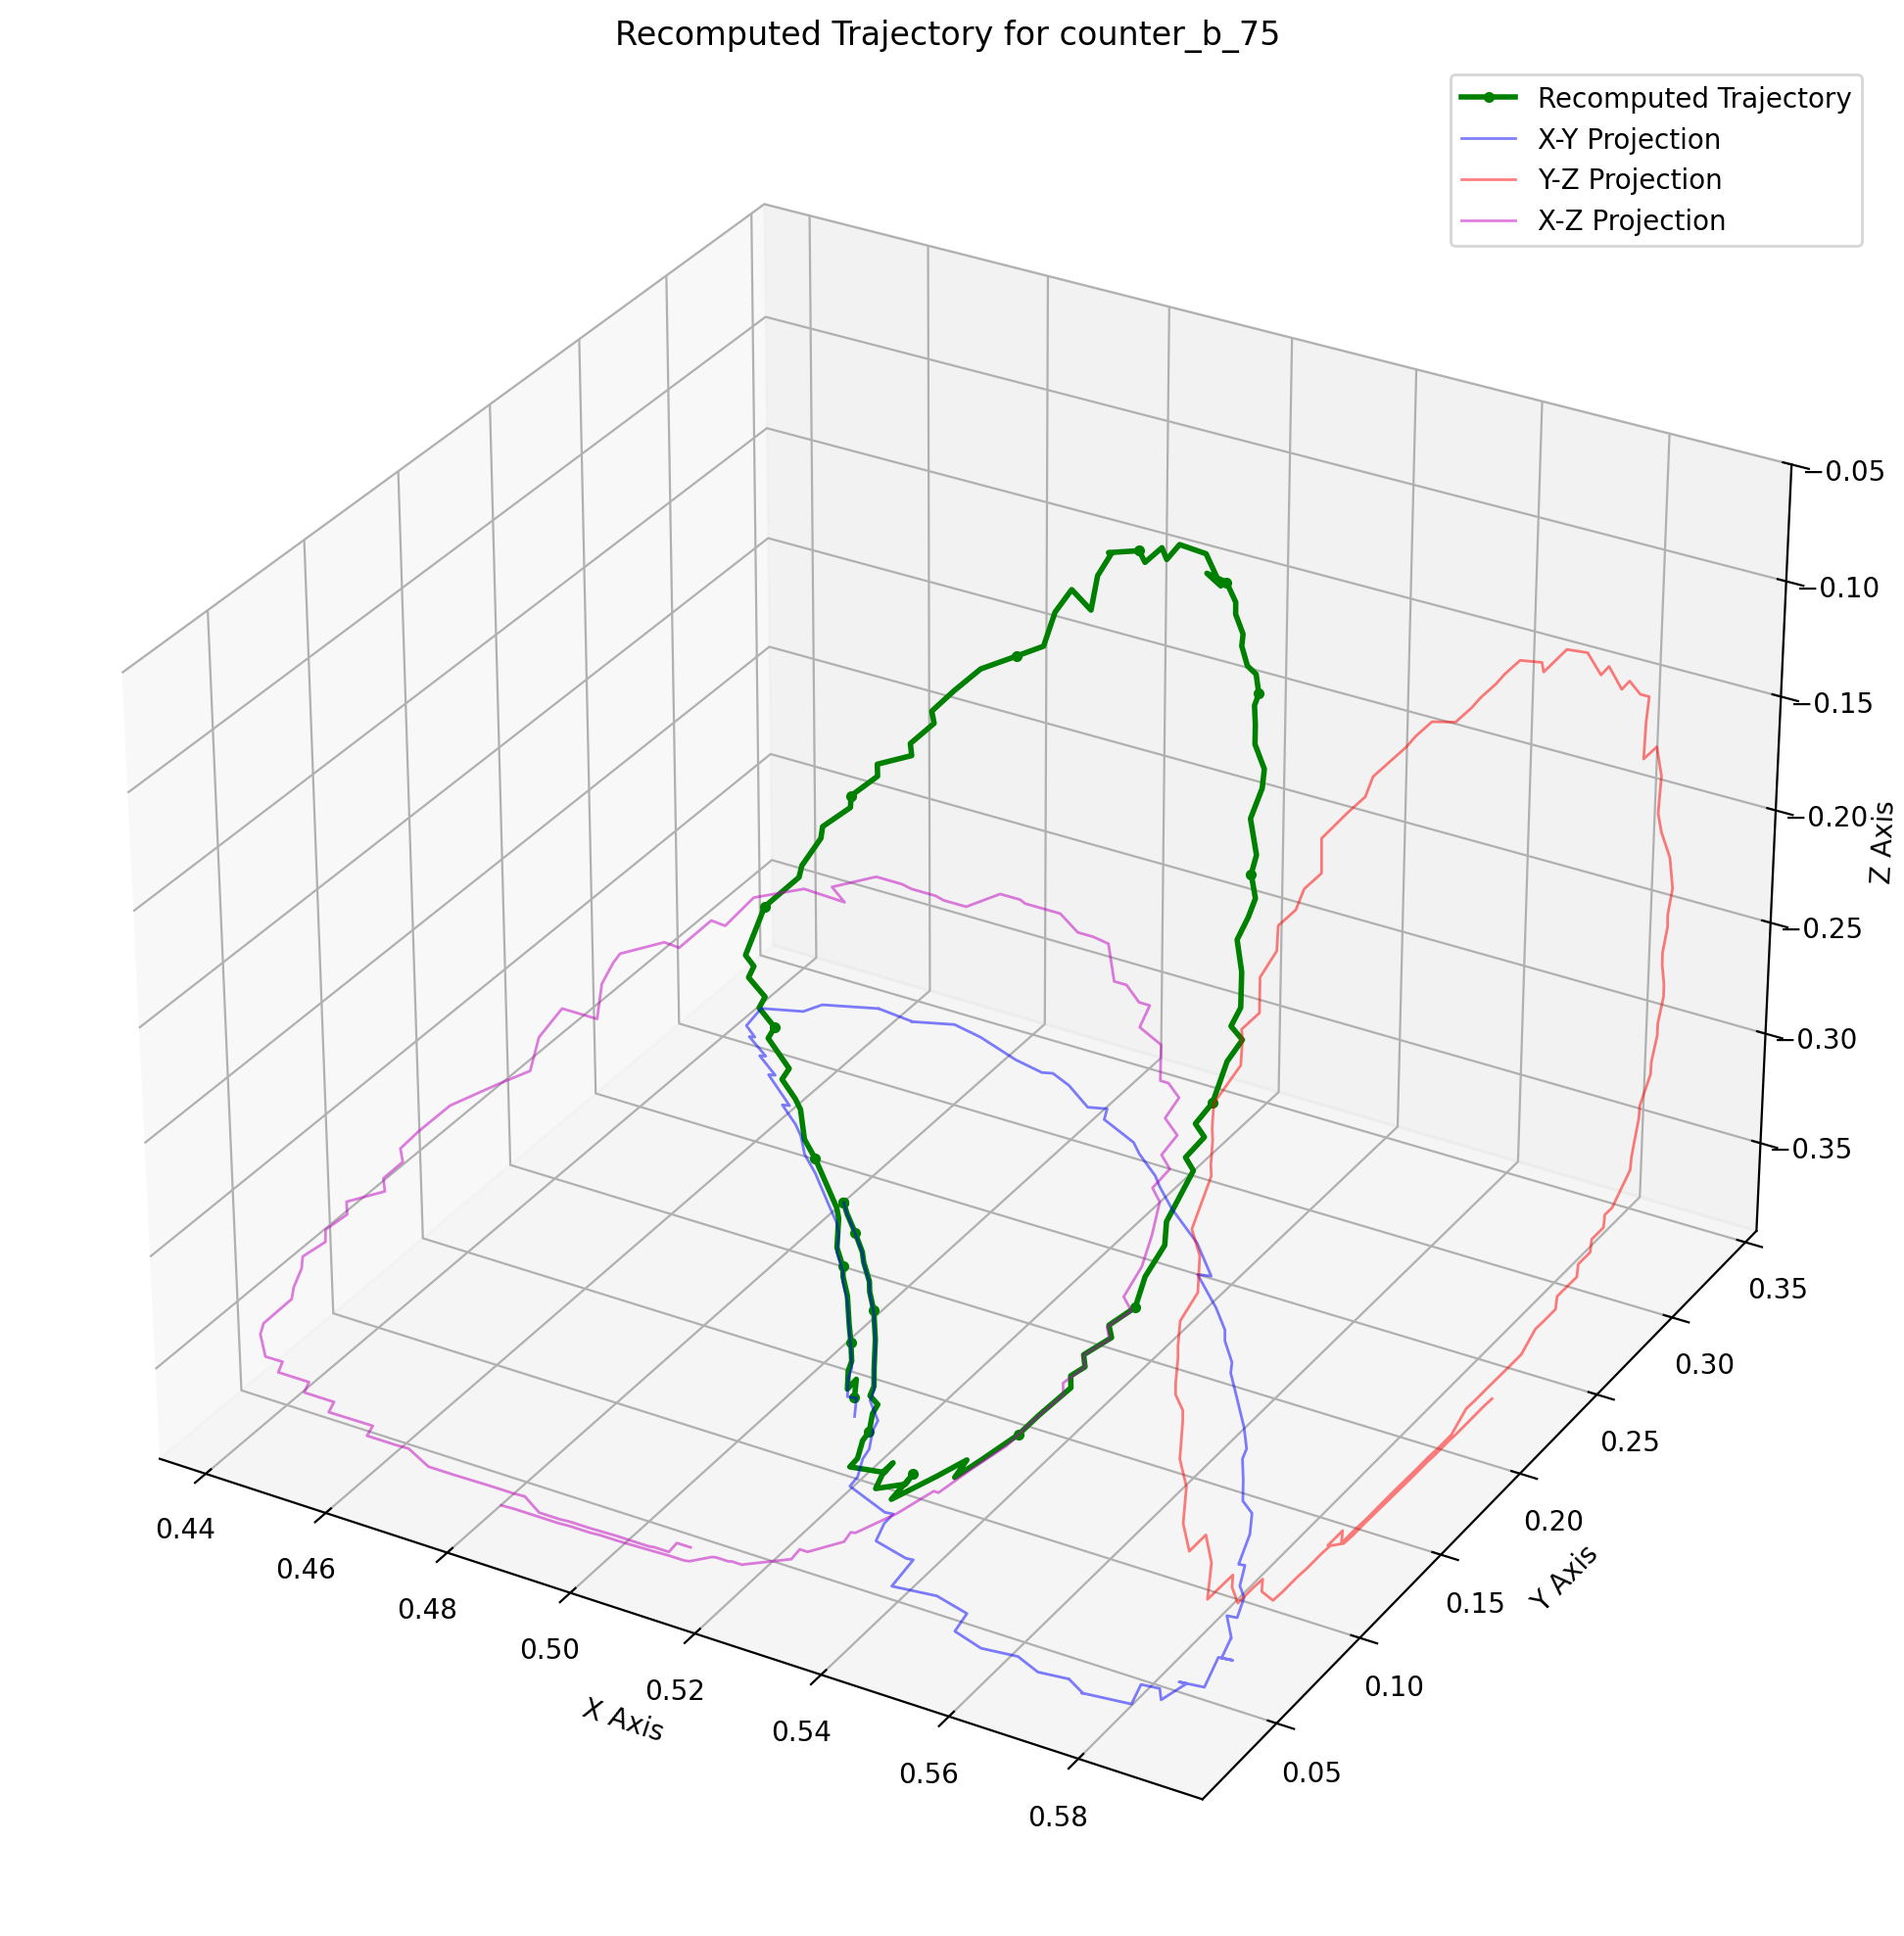 Recomputed Trajectory for counter_b_75
Recomputed Trajectory
X-Y Projection
Y-Z Projection
X-Z Projection
−0.05
−0.10
−0.15
−0.20
−0.25
−0.30
−0.35
Z Axis
0.35
0.30
0.25
0.20
0.15
0.10
0.05
Y Axis
0.44
0.46
0.48
0.50
0.52
0.54
0.56
0.58
X Axis